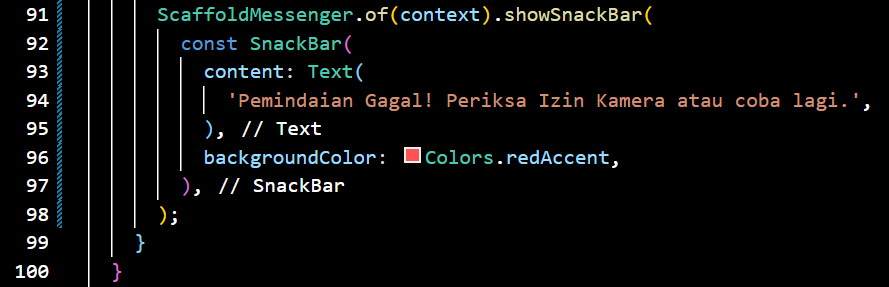 91 ScaffoldMessenger.of(context).showSnackBar(
92 const SnackBar(
93 content: Text(
94 'Pemindaian Gagal! Periksa Izin Kamera atau coba lagi.',
95 ), // Text
96 backgroundColor: Colors.redAccent,
97 ), // SnackBar
98 );
99 }
100 }